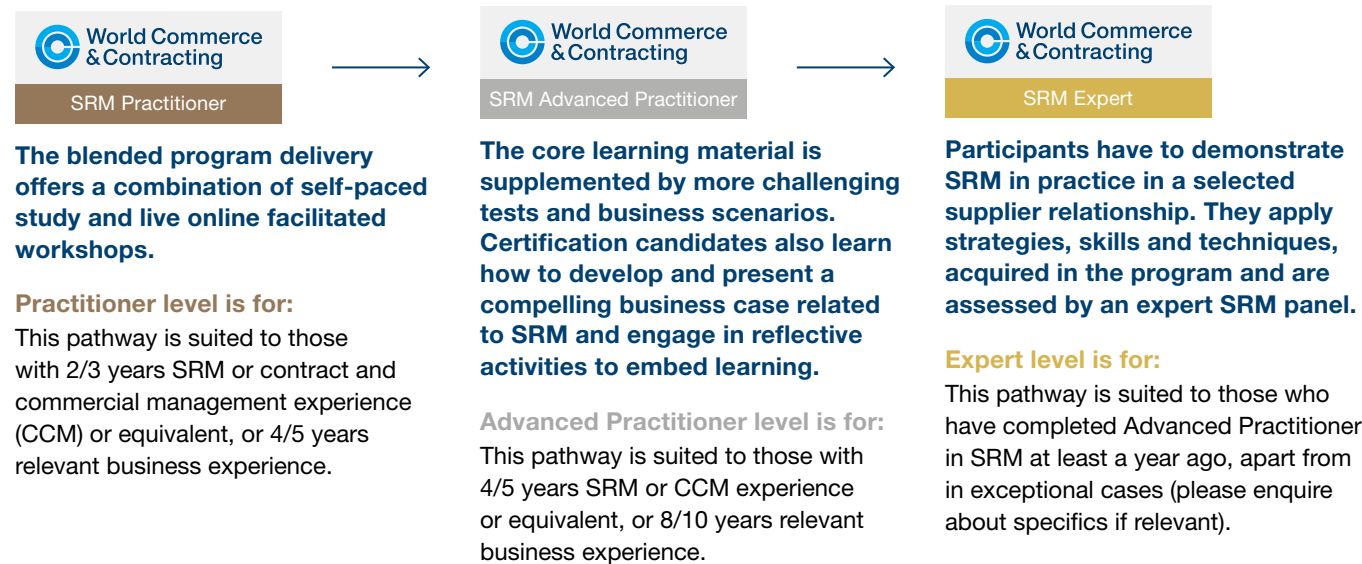 World Commerce
& Contracting
SRM Practitioner
The blended program delivery
offers a combination of self-paced
study and live online facilitated
workshops.
Practitioner level is for:
This pathway is suited to those
with 2/3 years SRM or contract and
commercial management experience
(CCM) or equivalent, or 4/5 years
relevant business experience.
World Commerce
& Contracting
SRM Advanced Practitioner
The core learning material is
supplemented by more challenging
tests and business scenarios.
Certification candidates also learn
how to develop and present a
compelling business case related
to SRM and engage in reflective
activities to embed learning.
Advanced Practitioner level is for:
This pathway is suited to those with
4/5 years SRM or CCM experience
or equivalent, or 8/10 years relevant
business experience.
World Commerce
& Contracting
SRM Expert
Participants have to demonstrate
SRM in practice in a selected
supplier relationship. They apply
strategies, skills and techniques,
acquired in the program and are
assessed by an expert SRM panel.
Expert level is for:
This pathway is suited to those who
have completed Advanced Practitioner
in SRM at least a year ago, apart from
in exceptional cases (please enquire
about specifics if relevant).